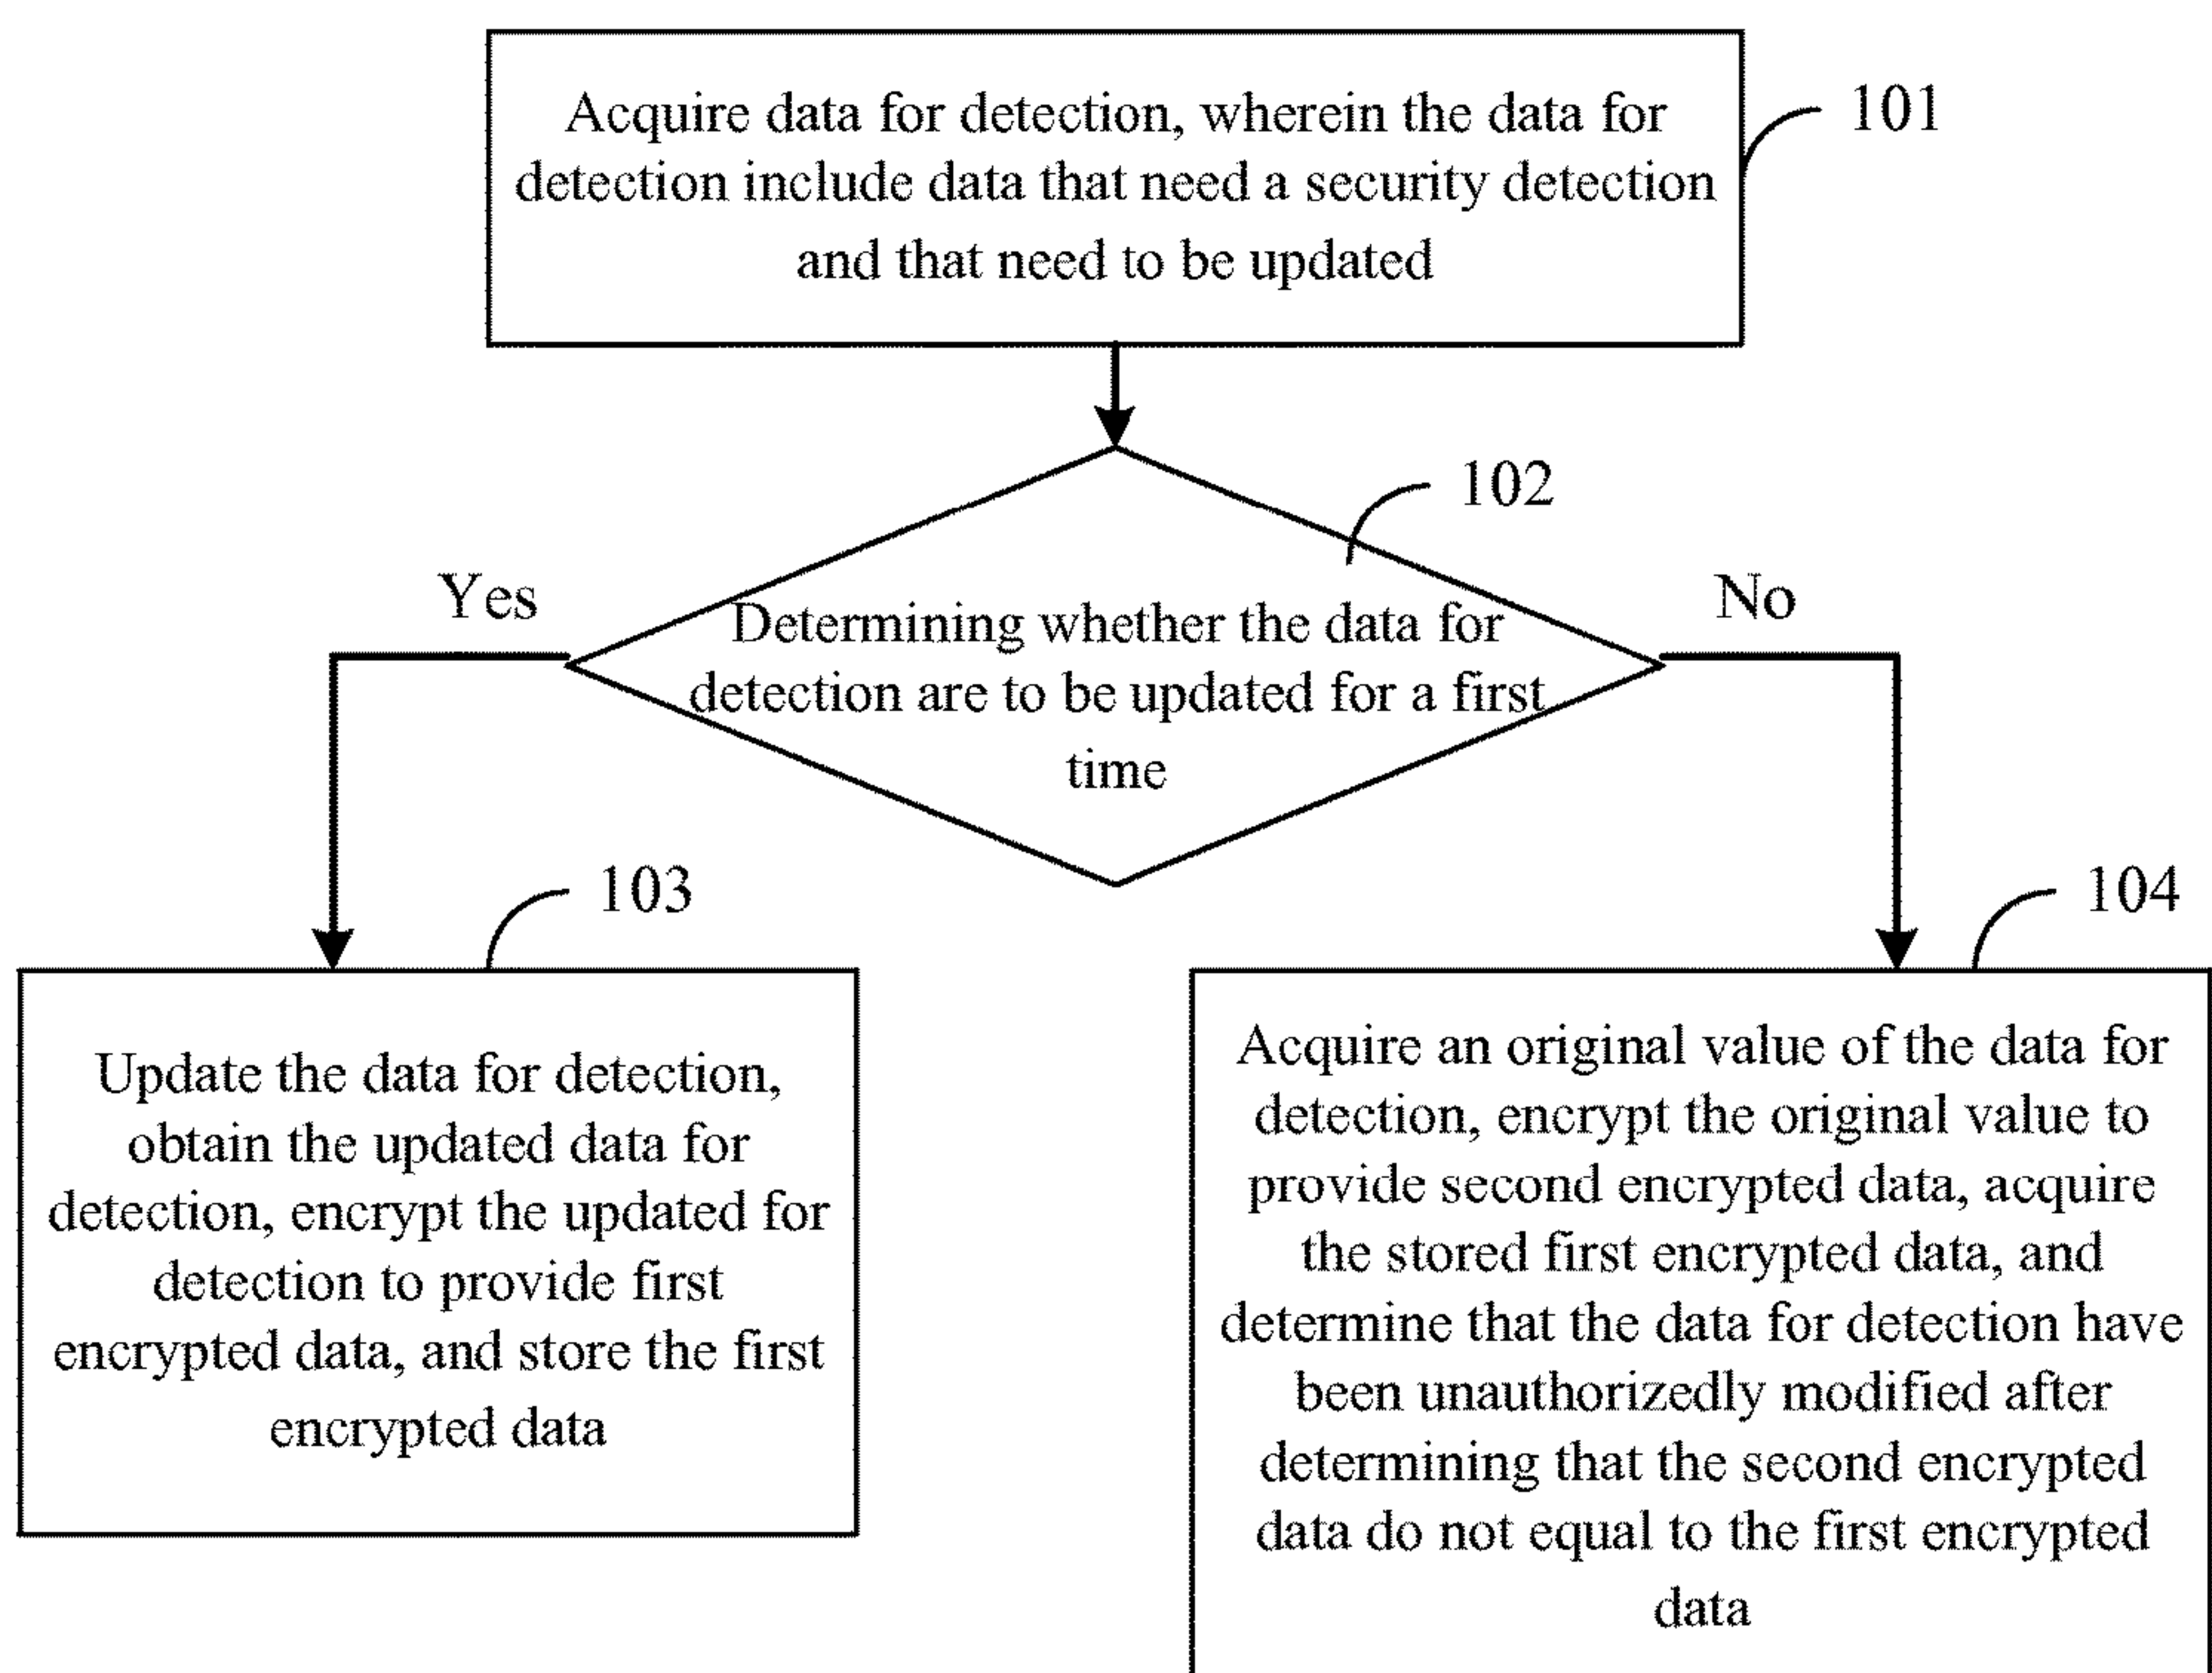 Acquire data for detection, wherein the data for
detection include data that need a security detection
and that need to be updated
101
102
Yes
No
Determining whether the data for
detection are to be updated for a first
time
103
104
Update the data for detection,
obtain the updated data for
detection, encrypt the updated for
detection to provide first
encrypted data, and store the first
encrypted data
Acquire an original value of the data for
detection, encrypt the original value to
provide second encrypted data, acquire
the stored first encrypted data, and
determine that the data for detection have
been unauthorizedly modified after
determining that the second encrypted
data do not equal to the first encrypted
data